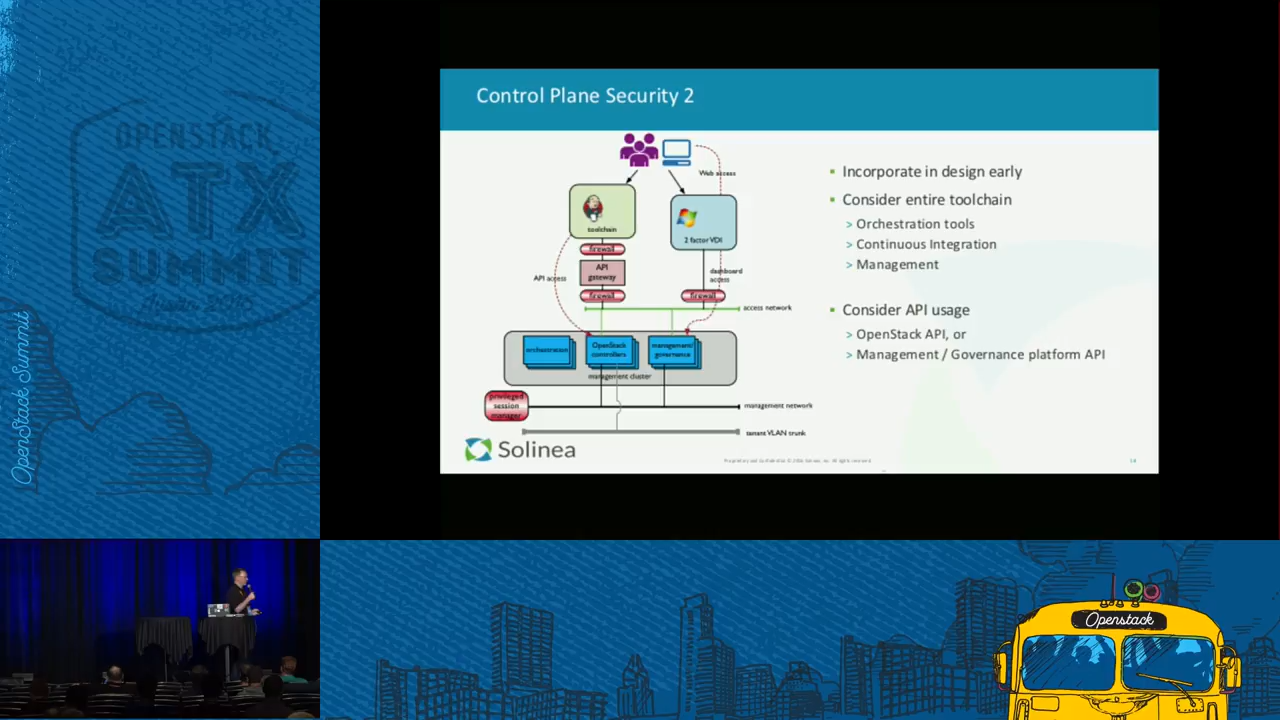 OPENSTACK
ATX
SUMMIT
OpenStack Summit
Control Plane Security 2
Web access
toolchain
2 factor VDI
firewall
API access
API
gateway
dashboard
access
firewall
firewall
access network
orchestration
OpenStack
controllers
management/
governance
management cluster
privileged
session
manager
management network
tenant VLAN trunk
Solinea
Incorporate in design early
Consider entire toolchain
> Orchestration tools
> Continuous Integration
> Management
Consider API usage
> OpenStack API, or
> Management / Governance platform API
Openstack